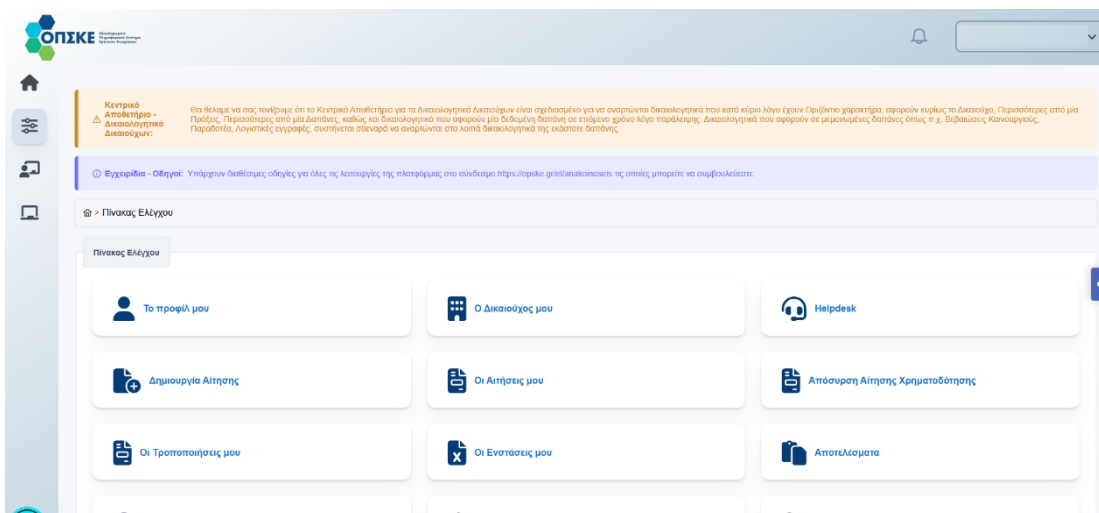 ΟΠΣΚΕ
Κεντρικό
Αποθετήριο -
Δικαιολογητικά
Δικαιούχων:
Θα θέλαμε να σας τονίζουμε ότι το Κεντρικό Αποθετήριο για τα Δικαιολογητικά Δικαιούχων είναι σχεδιασμένο για να αναρτώνται δικαιολογητικά που κατά κύριο λόγο έχουν Οριζόντιο χαρακτήρα, αφορούν κυρίως το Δικαιούχο, Περισσότερες από μία
Πράξεις, Περισσότερες από μία Δαπάνες, καθώς και δικαιολογητικά που αφορούν μία δεδομένη δαπάνη σε επόμενο χρόνο λόγο παράλειψης. Δικαιολογητικά που αφορούν σε μεμονωμένες δαπάνες όπως π.χ. Βεβαιώσεις Καινουργιούς,
Παραδοτέα, Λογιστικές εγγραφές, συστήνεται σθεναρά να αναρτώνται στα λοιπά δικαιολογητικά της εκάστοτε δαπάνης.
Εγχειρίδια - Οδηγοί: Υπάρχουν διαθέσιμες οδηγίες για όλες τις λειτουργίες της πλατφόρμας στο σύνδεσμο https://opske.gr/el/anakoinoseis τις οποίες μπορείτε να συμβουλεύεστε.
> Πίνακας Ελέγχου
Πίνακας Ελέγχου
Το προφίλ μου
Ο Δικαιούχος μου
Helpdesk
Δημιουργία Αίτησης
Οι Αιτήσεις μου
Απόσυρση Αίτησης Χρηματοδότησης
Οι Τροποποιήσεις μου
Οι Ενστάσεις μου
Αποτελέσματα